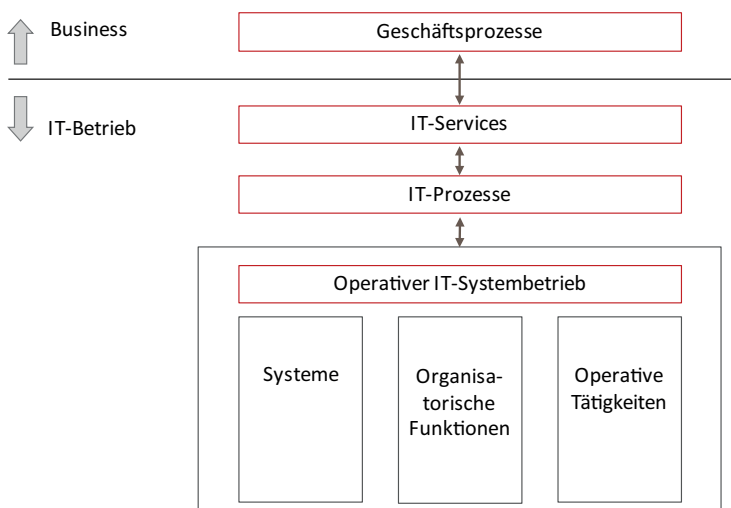 Business
Geschäftsprozesse
IT-Betrieb
IT-Services
IT-Prozesse
Operativer IT-Systembetrieb
Systeme
Organisa-
torische
Funktionen
Operative
Tätigkeiten